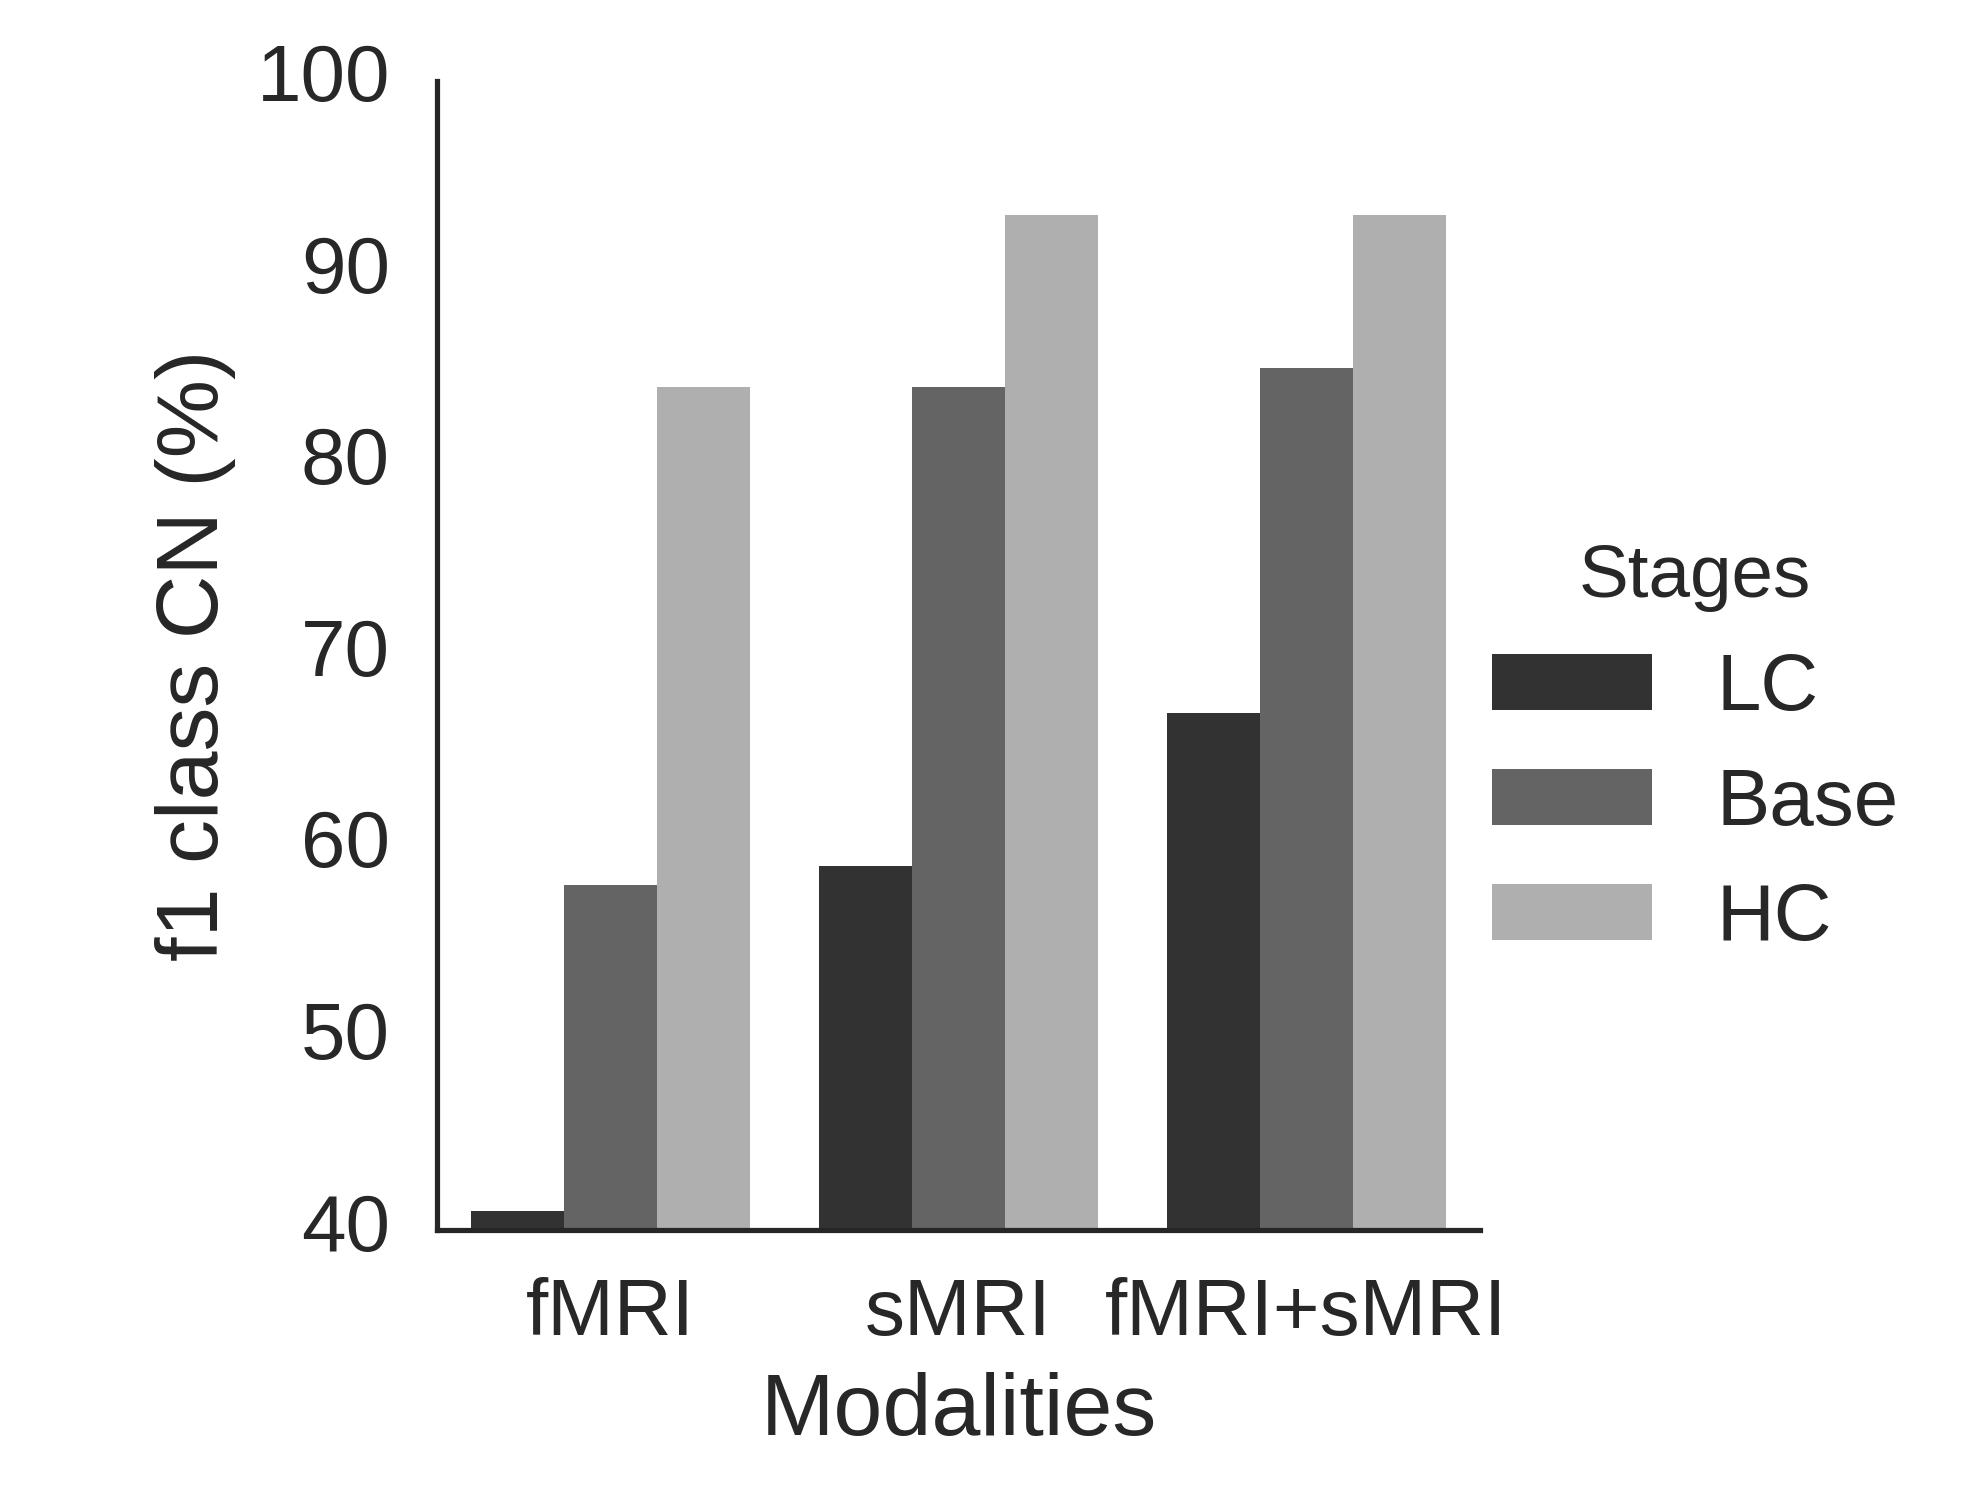 100
90
80
70
60
50
40
f1 class CN (%)
fMRI
sMRI
fMRI+sMRI
Modalities
Stages
LC
Base
HC